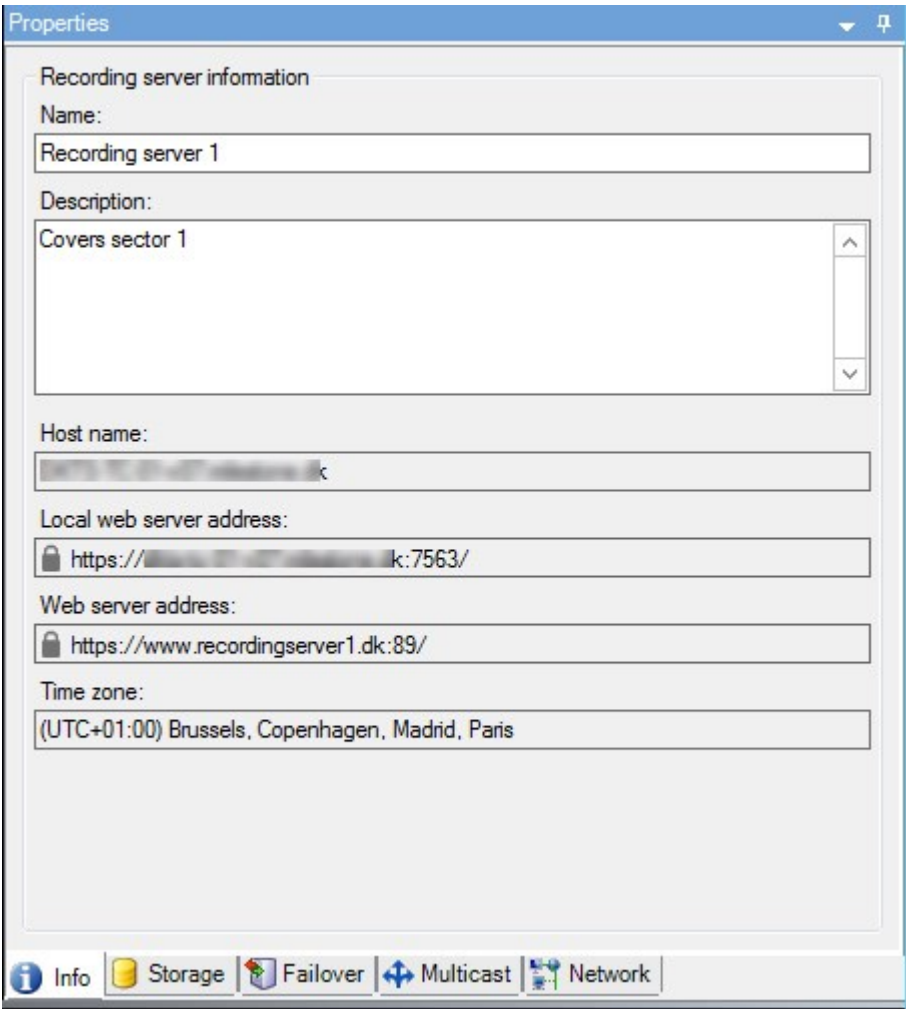 Properties
Recording server information
Name:
Recording server 1
Description:
Covers sector 1
Host name:
k
Local web server address:
https:// k:7563/
Web server address:
https://www.recordingserver1.dk:89/
Time zone:
(UTC+01:00) Brussels, Copenhagen, Madrid, Paris
Info Storage Failover Multicast Network